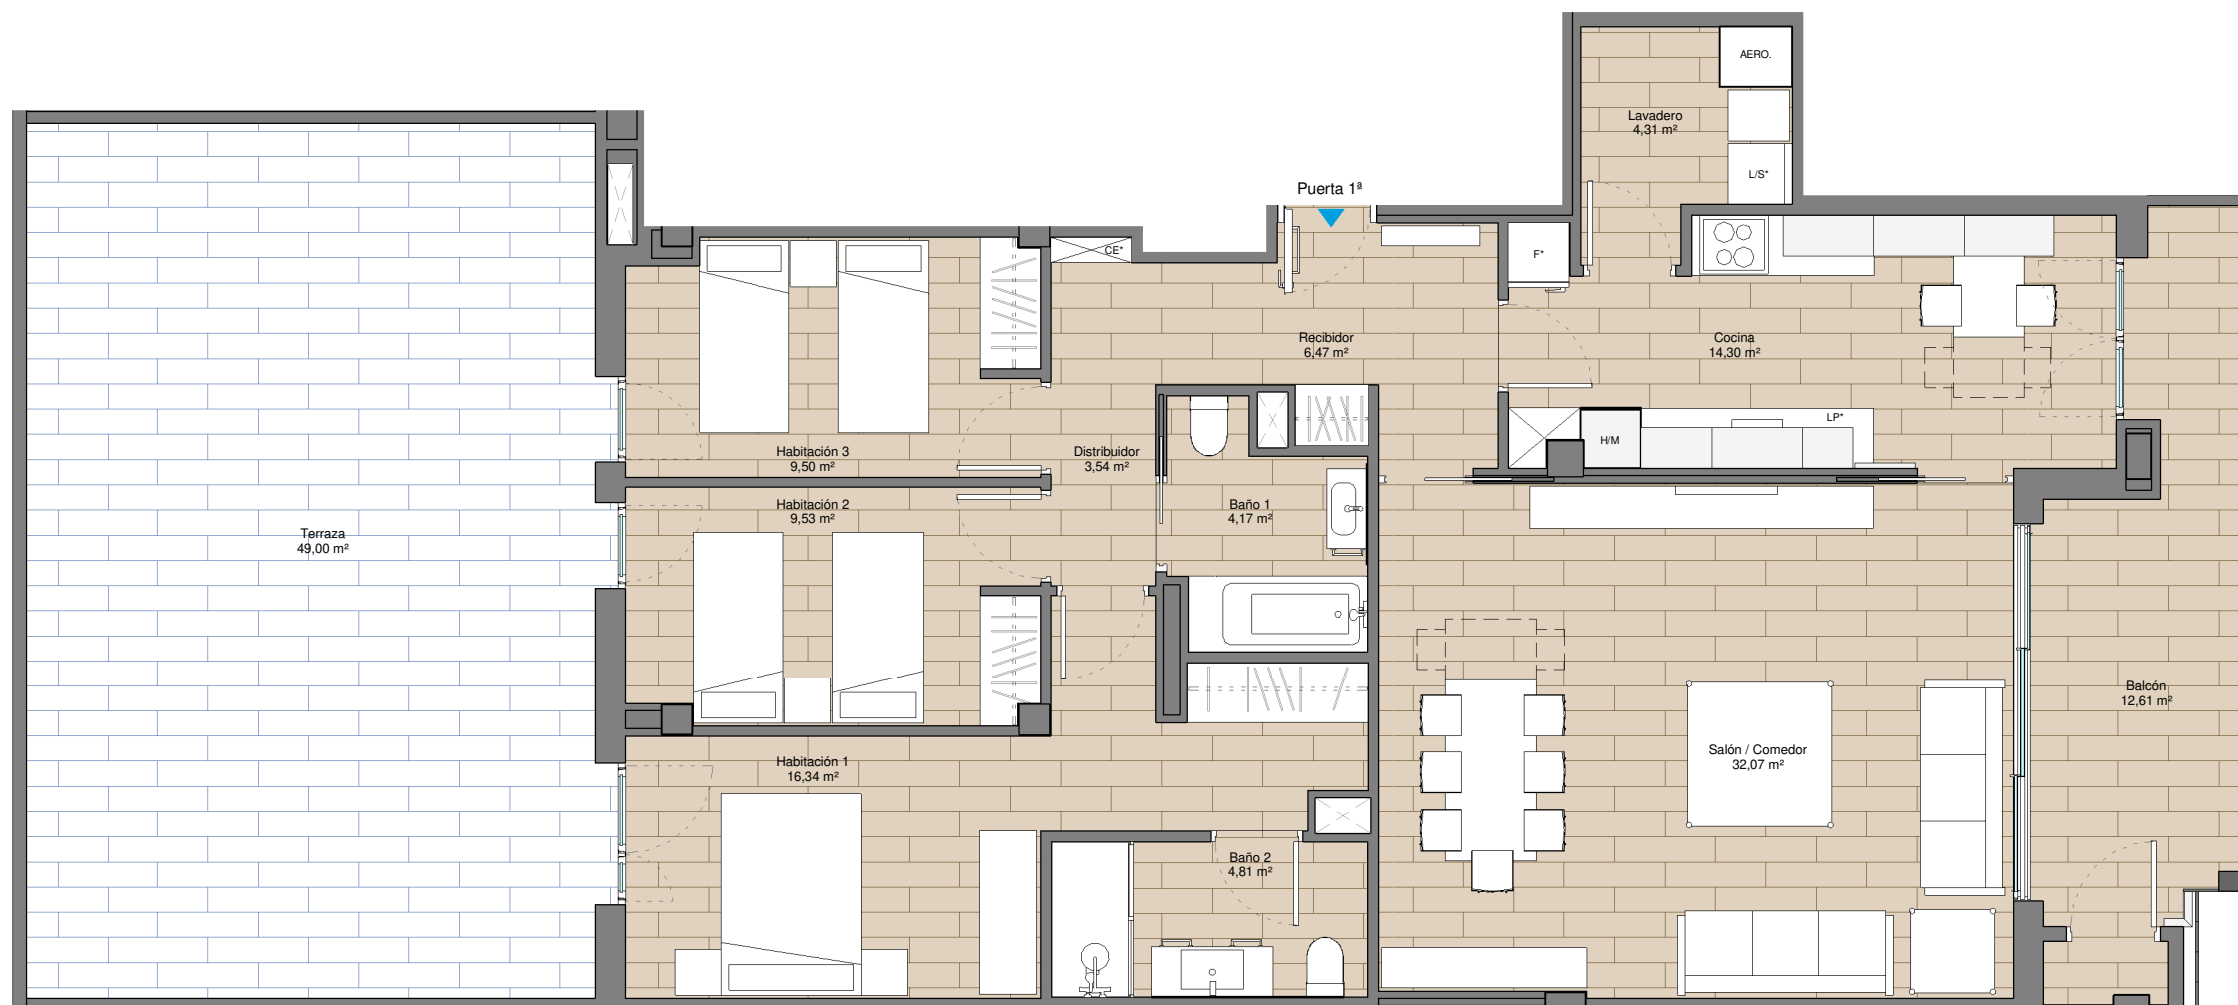 AERO.
Lavadero
4,31 m²
L/S*
Puerta 1ª
CE*
F*
Recibidor
6,47 m²
Cocina
14,30 m²
LP*
H/M
Habitación 3
9,50 m²
Distribuidor
3,54 m²
Habitación 2
9,53 m²
Baño 1
4,17 m²
Terraza
49,00 m²
Balcón
12,61 m²
Salón / Comedor
32,07 m²
Habitación 1
16,34 m²
Baño 2
4,81 m²